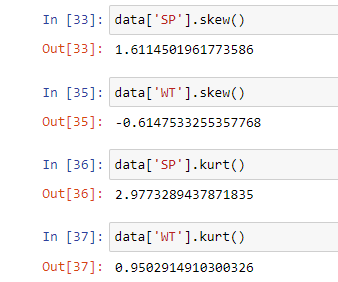 In [33]: data['SP'].skew()
Out[33]: 1.6114501961773586
In [35]: data['WT'].skew()
Out[35]: -0.6147533255357768
In [36]: data['SP'].kurt()
Out[36]: 2.9773289437871835
In [37]: data['WT'].kurt()
Out[37]: 0.9502914910300326